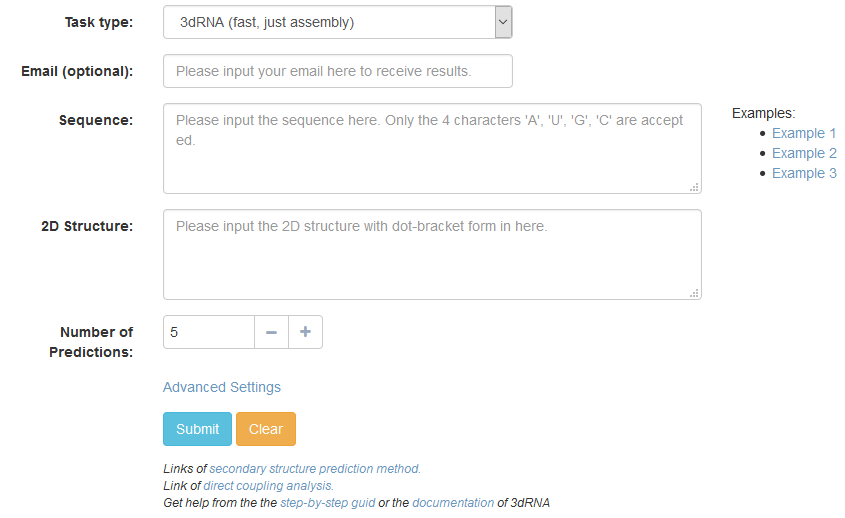 Task type: 3dRNA (fast, just assembly)
Email (optional): Please input your email here to receive results.
Sequence: Please input the sequence here. Only the 4 characters 'A', 'U', 'G', 'C' are accept
ed.
Examples:
Example 1
Example 2
Example 3
2D Structure: Please input the 2D structure with dot-bracket form in here.
Number of
Predictions:
5 − +
Advanced Settings
Submit Clear
Links of secondary structure prediction method.
Link of direct coupling analysis.
Get help from the the step-by-step guid or the documentation of 3dRNA